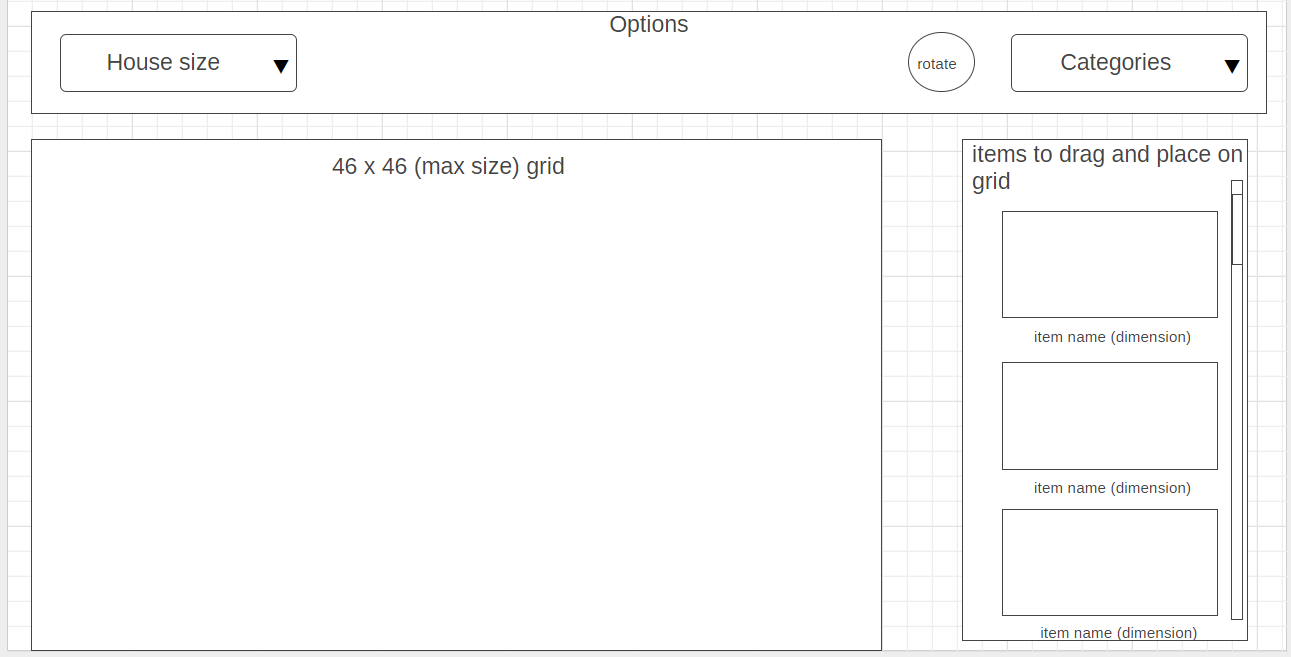 Options
House size
rotate
Categories
46 x 46 (max size) grid
items to drag and place on
grid
item name (dimension)
item name (dimension)
item name (dimension)